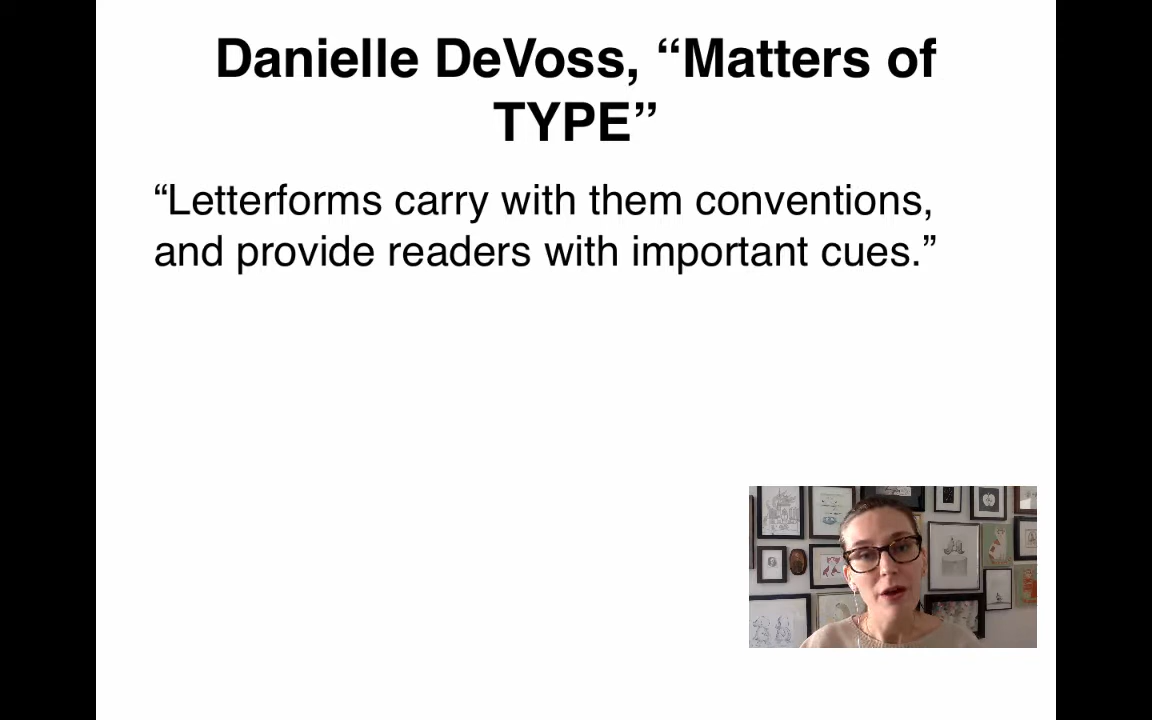 Danielle DeVoss, “Matters of
TYPE”
“Letterforms carry with them conventions,
and provide readers with important cues.”